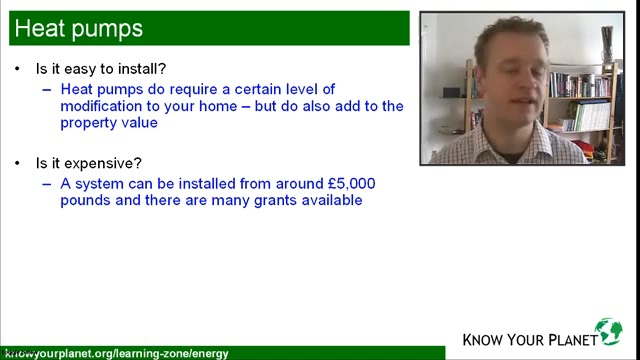 Heat pumps
• Is it easy to install?
– Heat pumps do require a certain level of
modification to your home – but do also add to the
property value
• Is it expensive?
– A system can be installed from around £5,000
pounds and there are many grants available
KNOW YOUR PLANET
knowyourplanet.org/learning-zone/energy